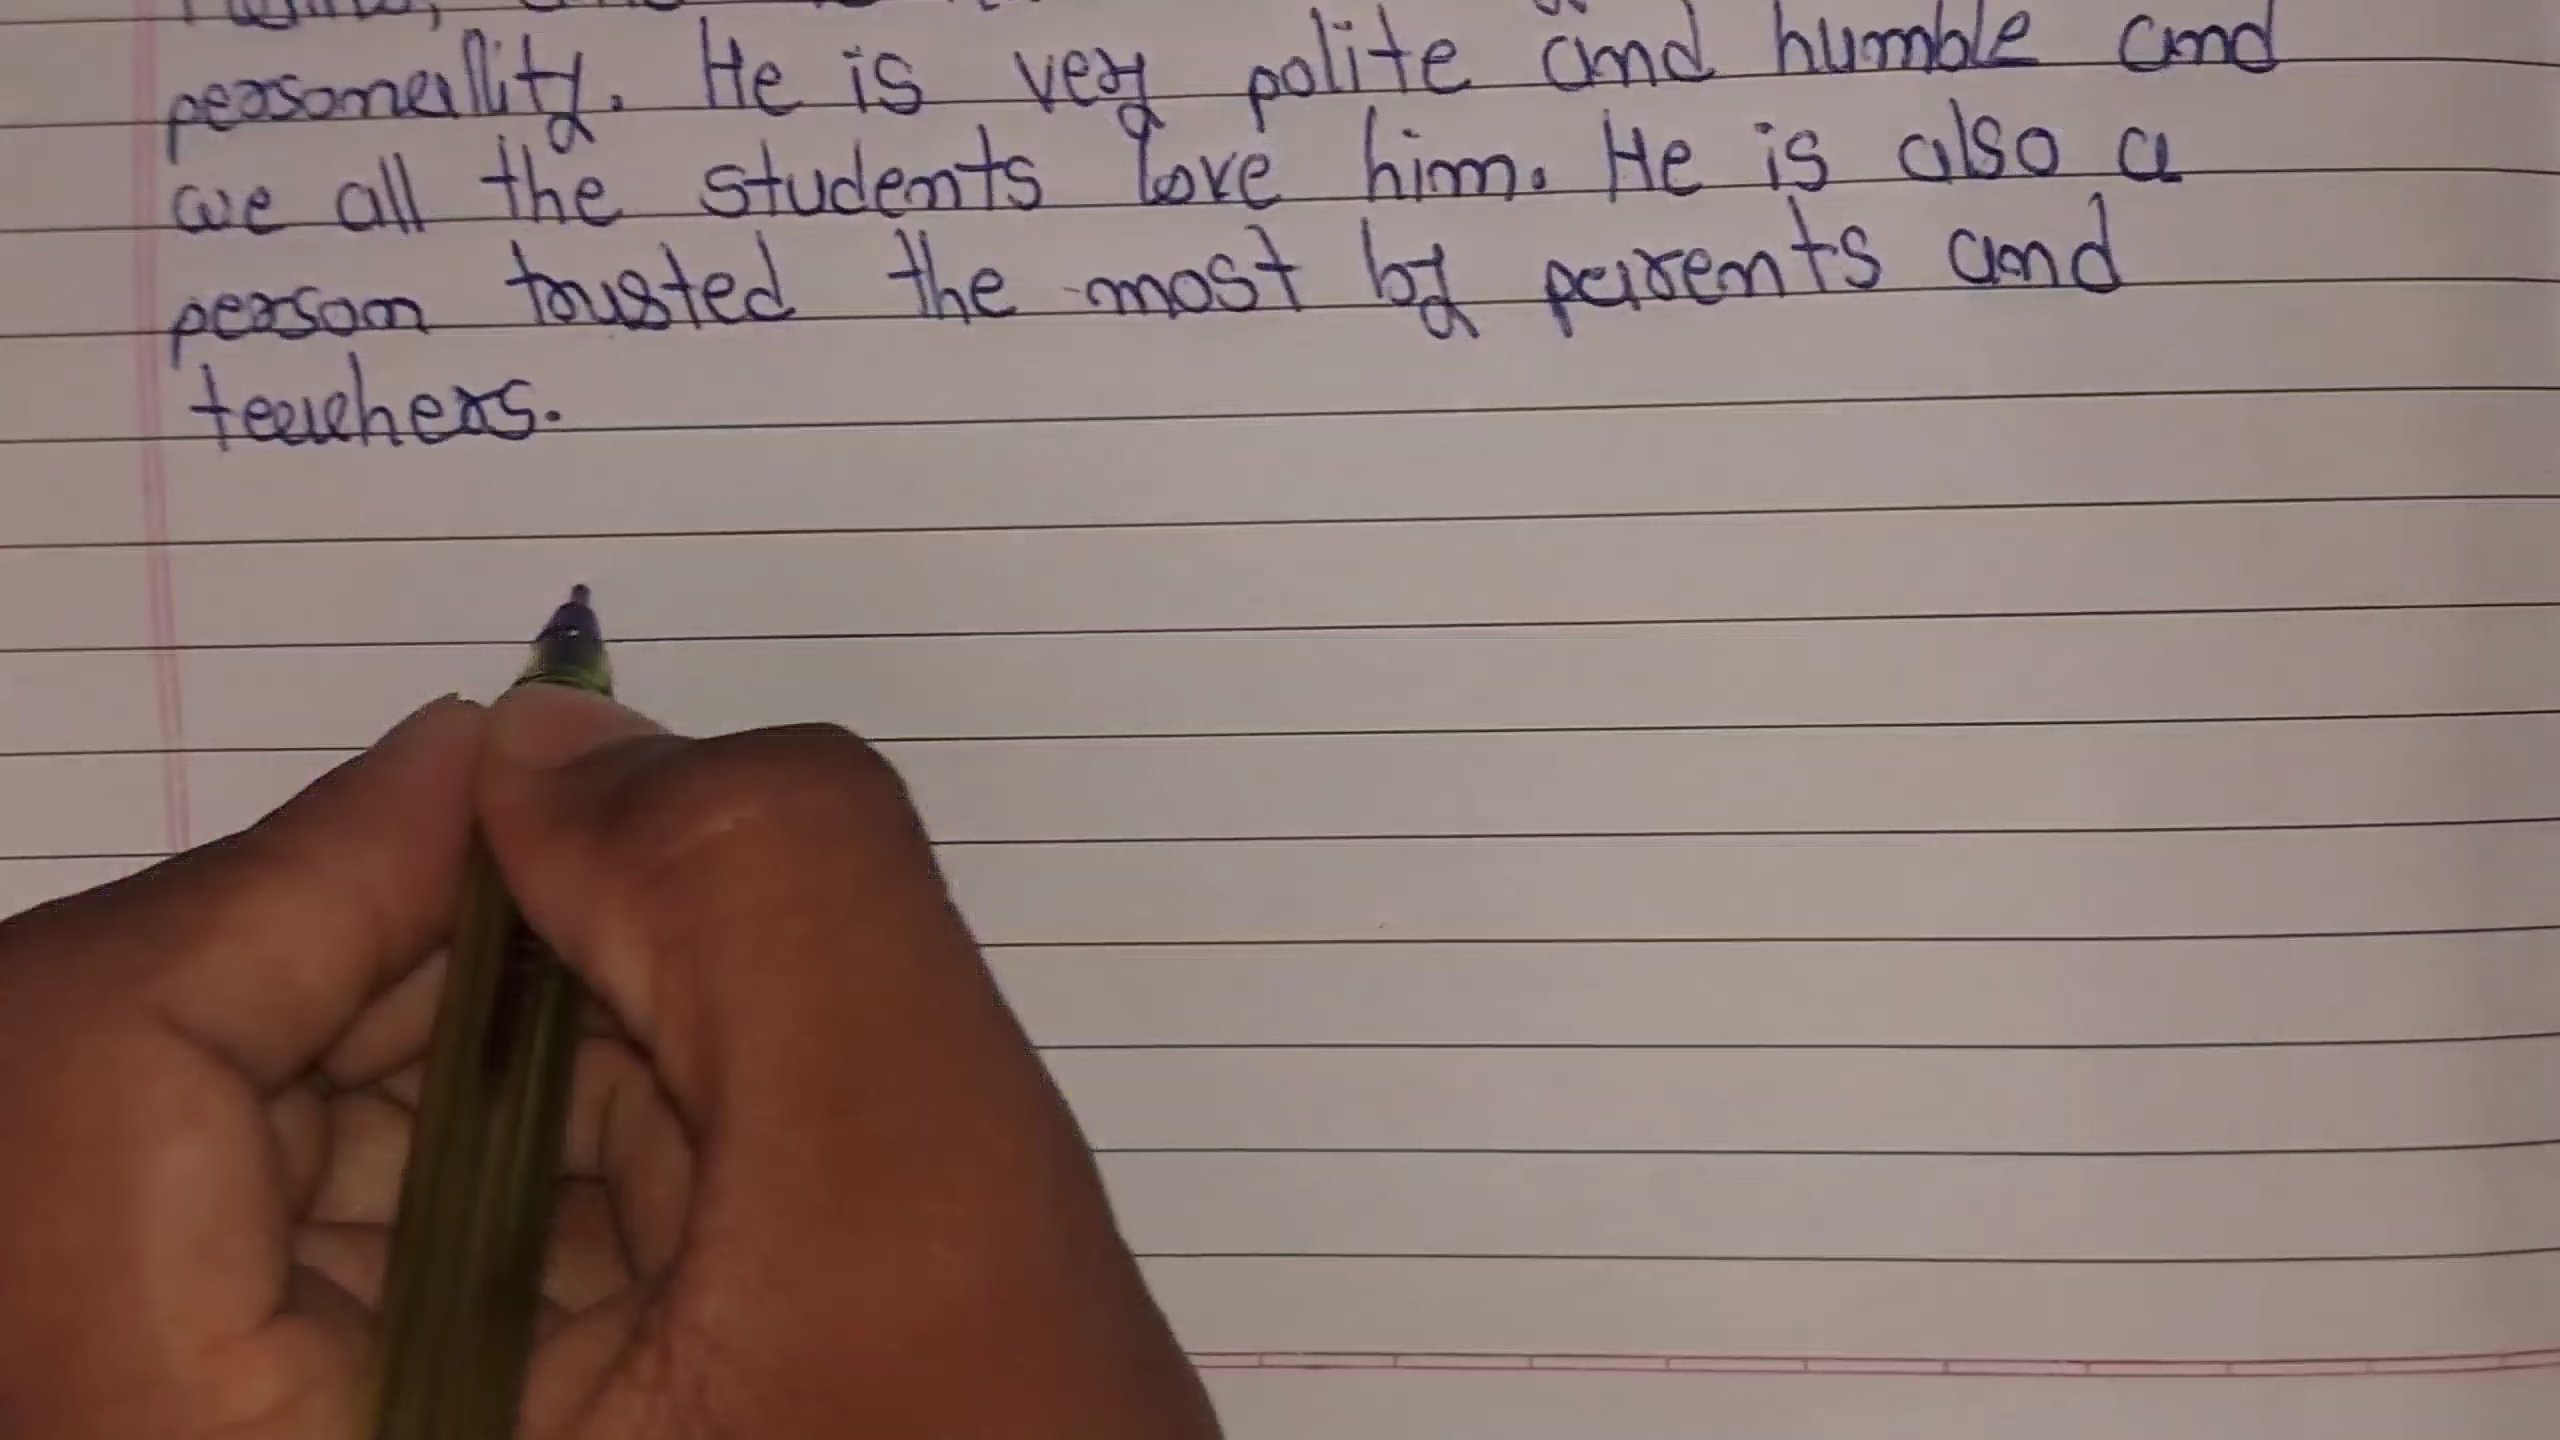 personallity. He is very polite and humble and
we all the students love him. He is also a
person trusted the most by parents and
teachers.